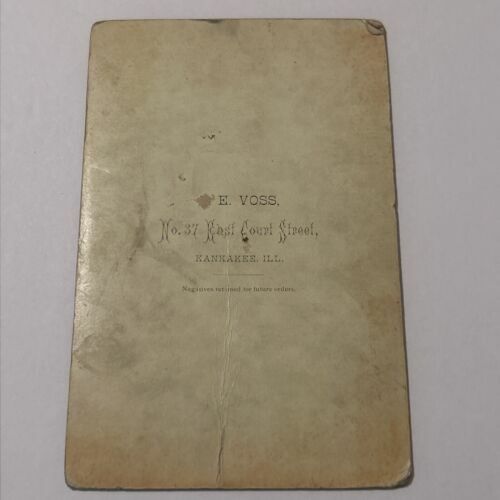 E. VOSS,
No. 37 East Court Street,
KANKAKEE, ILL.
Negatives retained for future orders.